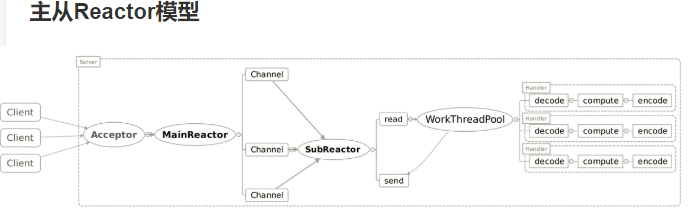 主从Reactor模型
Server
Client
Client
Client
Acceptor
MainReactor
Channel
Channel
Channel
SubReactor
read
send
WorkThreadPool
Handler
decode compute encode
Handler
decode compute encode
Handler
decode compute encode